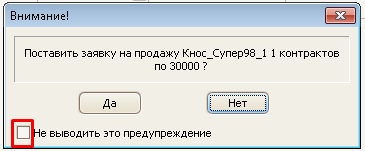 Внимание!
Поставить заявку на продажу Кнос_Супер98_1 1 контрактов
по 30000 ?
Да Нет
Не выводить это предупреждение